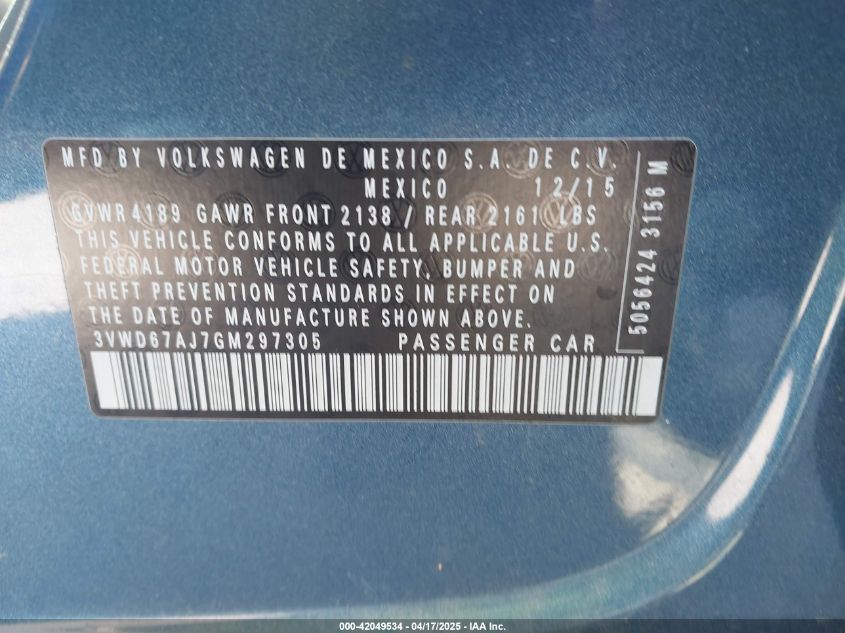 MFD BY VOLKSWAGEN DE MEXICO S.A. DE C.V.
MEXICO 12/15
GVWR 4189 GAWR FRONT 2138 / REAR 2161 LBS
THIS VEHICLE CONFORMS TO ALL APPLICABLE U.S.
FEDERAL MOTOR VEHICLE SAFETY, BUMPER AND
THEFT PREVENTION STANDARDS IN EFFECT ON
THE DATE OF MANUFACTURE SHOWN ABOVE.
3VWD67AJ7GM297305 PASSENGER CAR
5056424 3156 M
000-42049534 - 04/17/2025 - IAA Inc.